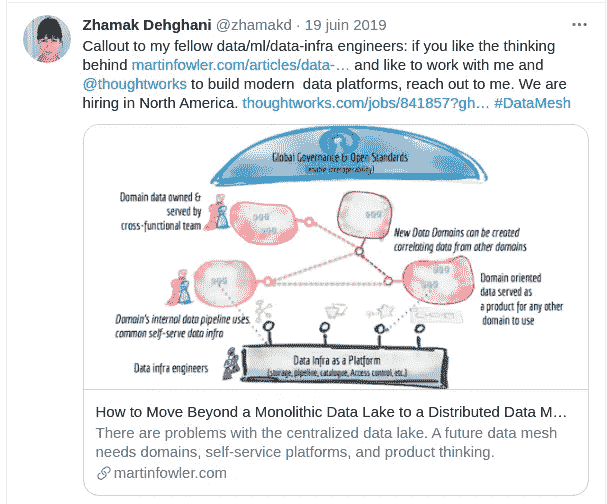 Zhamak Dehghani @zhamakd · 19 juin 2019
Callout to my fellow data/ml/data-infra engineers: if you like the thinking
behind martinfowler.com/articles/data-… and like to work with me and
@thoughtworks to build modern data platforms, reach out to me. We are
hiring in North America. thoughtworks.com/jobs/841857?gh… #DataMesh
Global Governance & Open Standards
(enable interoperability)
Domain data owned &
served by
cross-functional team
New Data Domains can be created
correlating data from other domains
Domain oriented
data served as
a product for any other
domain to use
Domain's internal data pipeline uses
common self-serve data infra
Data infra engineers
Data Infra as a Platform
(storage, pipeline, catalogue, Access control, etc.)
How to Move Beyond a Monolithic Data Lake to a Distributed Data M…
There are problems with the centralized data lake. A future data mesh
needs domains, self-service platforms, and product thinking.
martinfowler.com